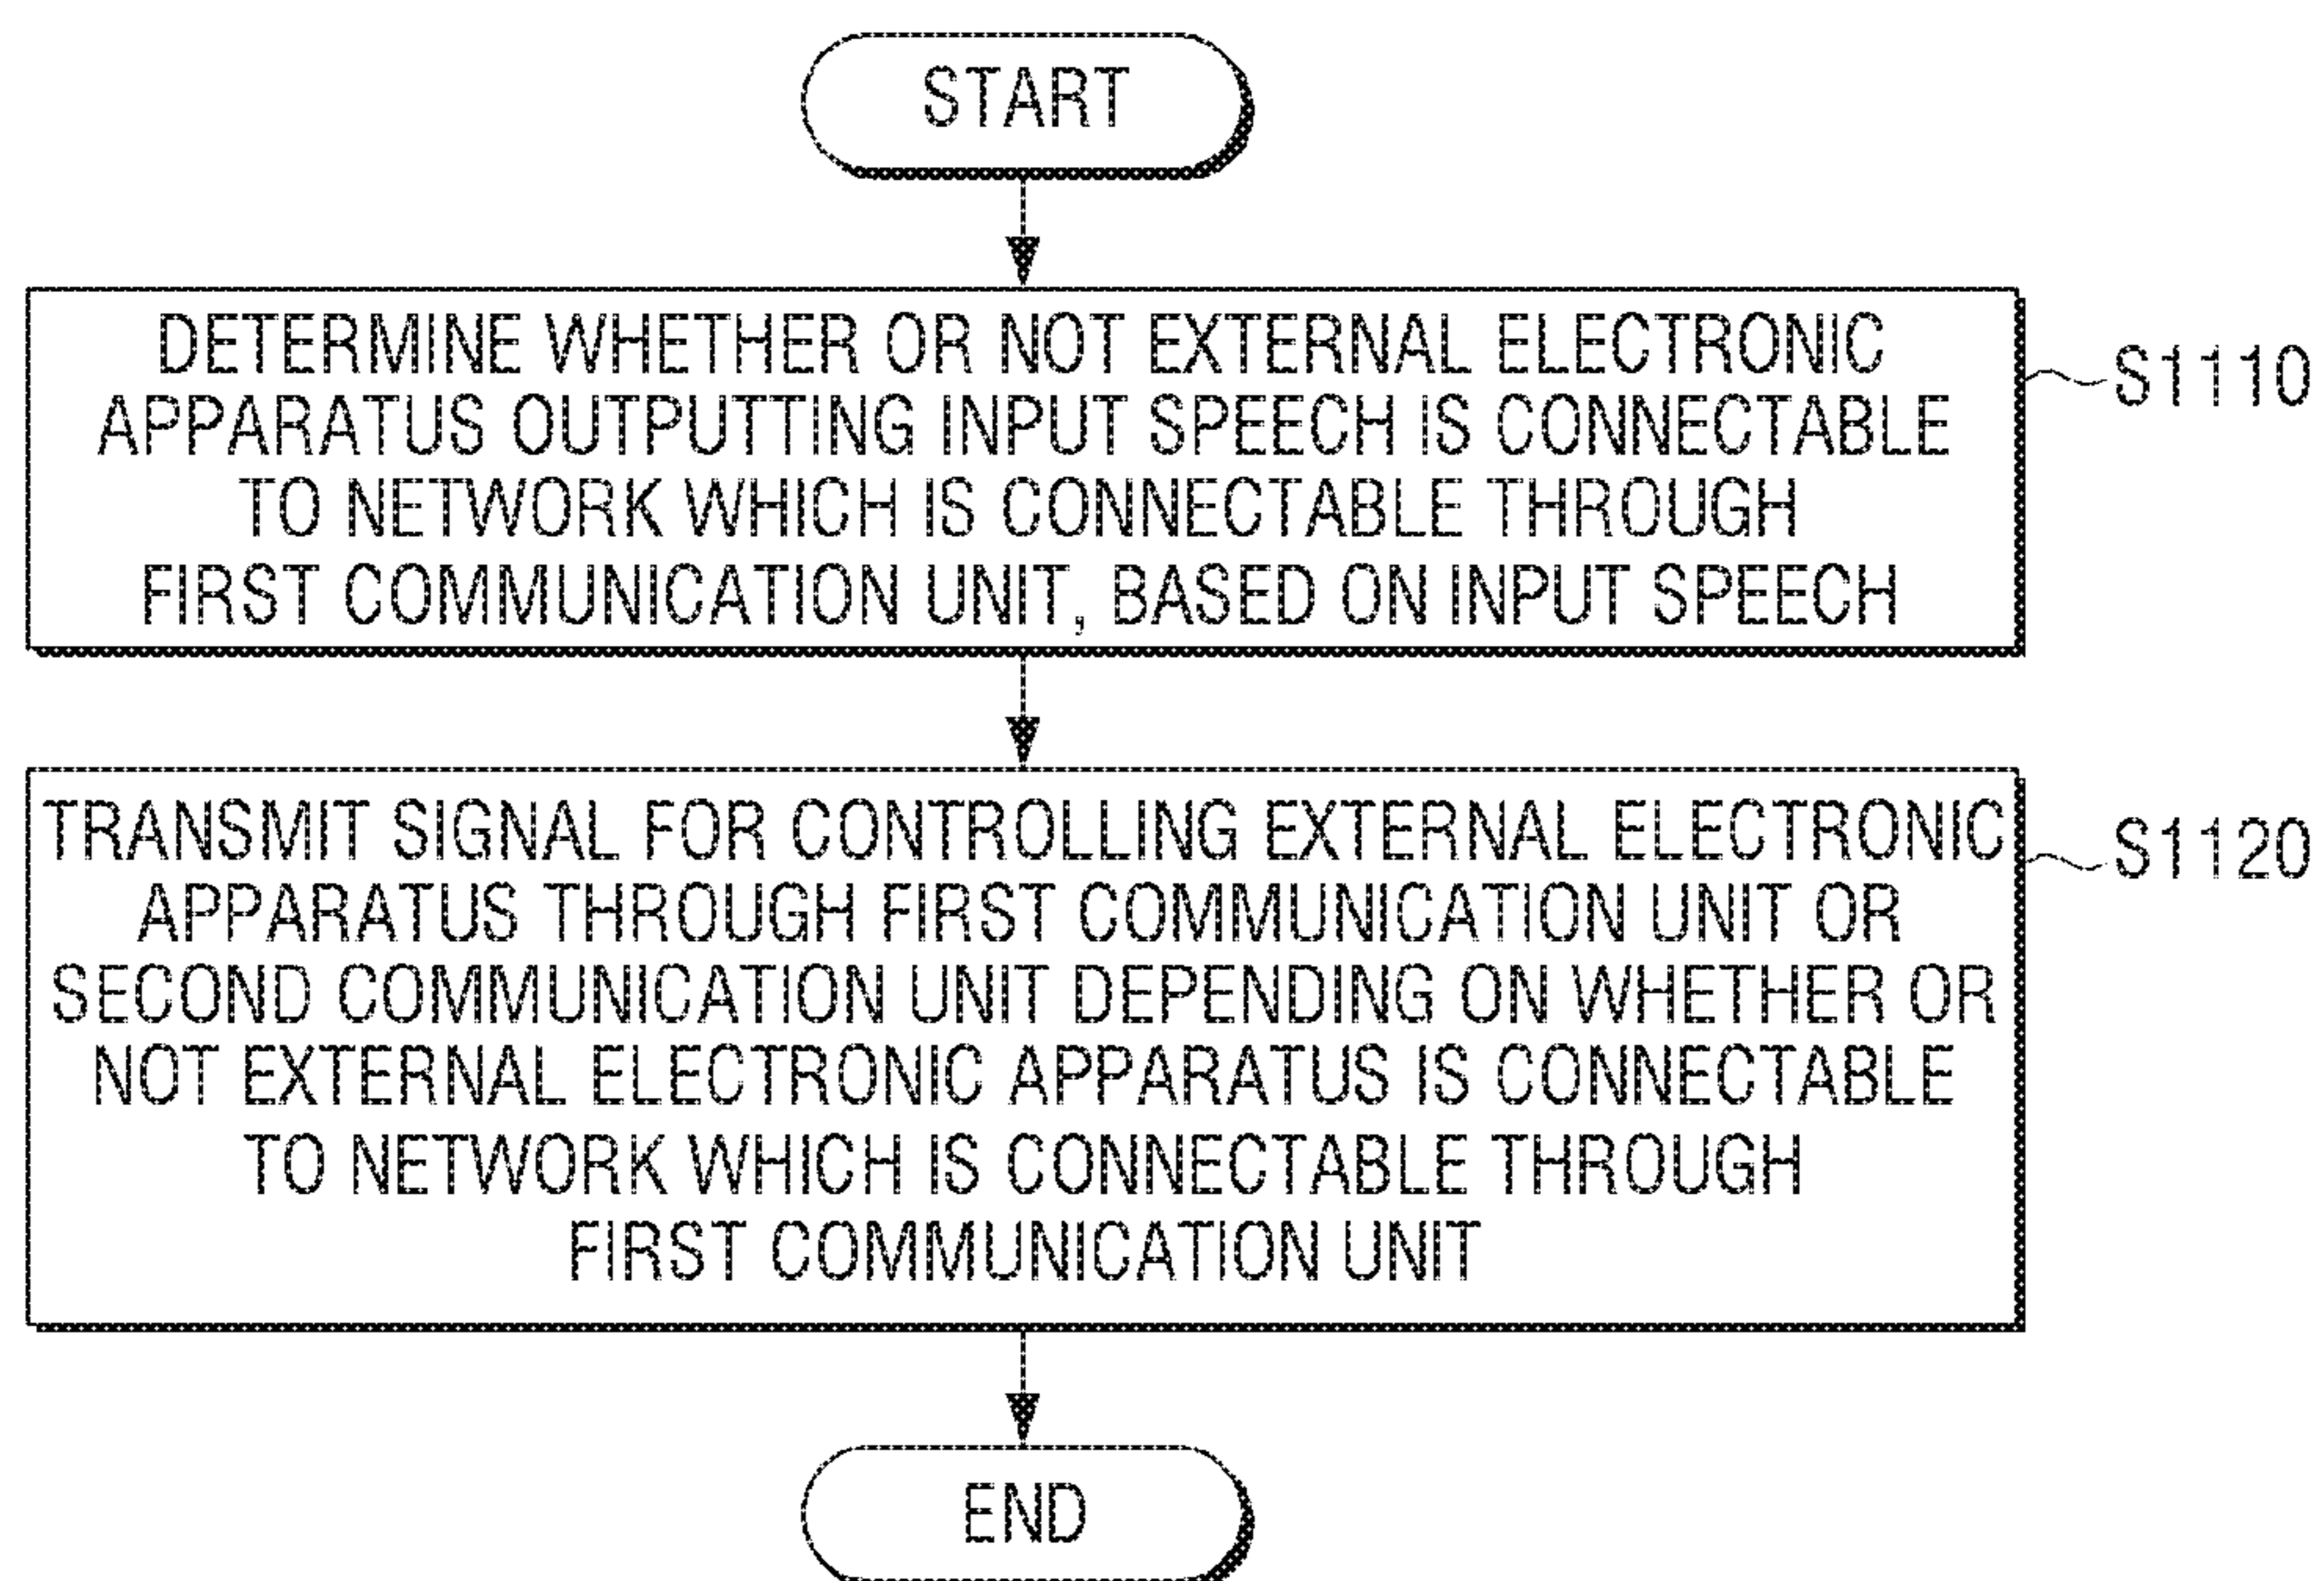 START
DETERMINE WHETHER OR NOT EXTERNAL ELECTRONIC
APPARATUS OUTPUTTING INPUT SPEECH IS CONNECTABLE
TO NETWORK WHICH IS CONNECTABLE THROUGH
FIRST COMMUNICATION UNIT, BASED ON INPUT SPEECH
S1110
TRANSMIT SIGNAL FOR CONTROLLING EXTERNAL ELECTRONIC
APPARATUS THROUGH FIRST COMMUNICATION UNIT OR
SECOND COMMUNICATION UNIT DEPENDING ON WHETHER OR
NOT EXTERNAL ELECTRONIC APPARATUS IS CONNECTABLE
TO NETWORK WHICH IS CONNECTABLE THROUGH
FIRST COMMUNICATION UNIT
S1120
END